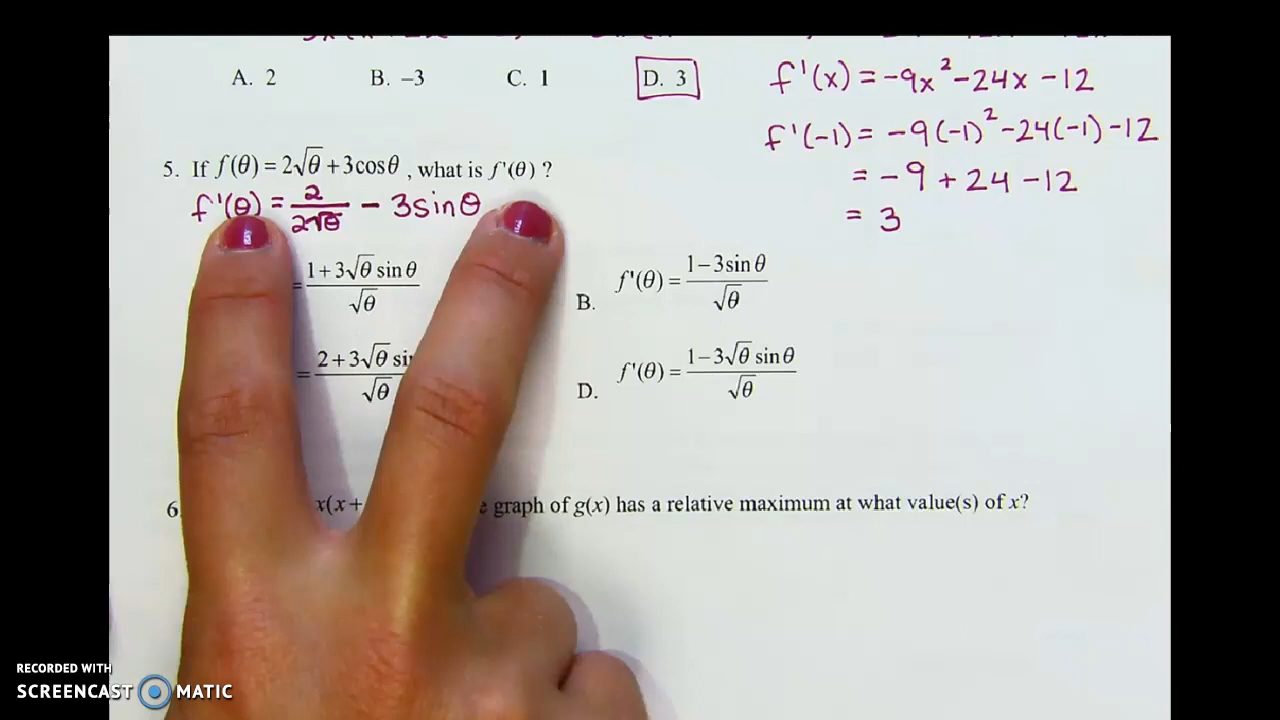 A. 2 B. –3 C. 1 D. 3
f'(x) = -9x² - 24x - 12
f'(-1) = -9(-1)² - 24(-1) - 12
= -9 + 24 - 12
= 3
5. If f(θ) = 2√θ + 3cosθ, what is f'(θ) ?
f'(θ) = 2/(2√θ) - 3sinθ
= (1+3√θ sinθ)/√θ
B. f'(θ) = (1−3sinθ)/√θ
= (2+3√θ si)/√θ
D. f'(θ) = (1−3√θ sinθ)/√θ
6 x(x+ graph of g(x) has a relative maximum at what value(s) of x?
RECORDED WITH
SCREENCAST MATIC